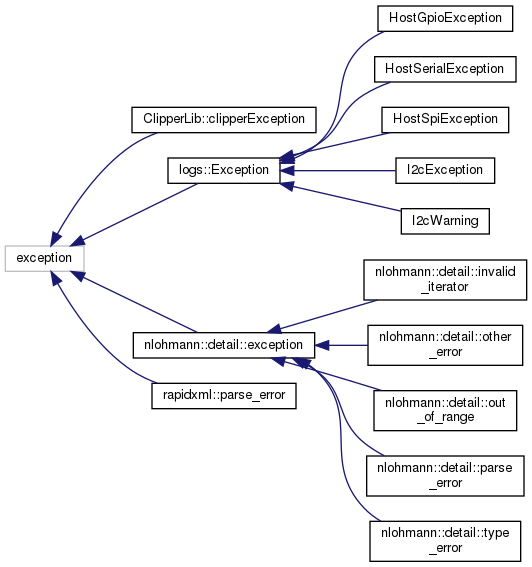 HostGpioException
HostSerialException
ClipperLib::clipperException
HostSpiException
logs::Exception
I2cException
I2cWarning
exception
nlohmann::detail::invalid
_iterator
nlohmann::detail::exception
nlohmann::detail::other
_error
rapidxml::parse_error
nlohmann::detail::out
_of_range
nlohmann::detail::parse
_error
nlohmann::detail::type
_error